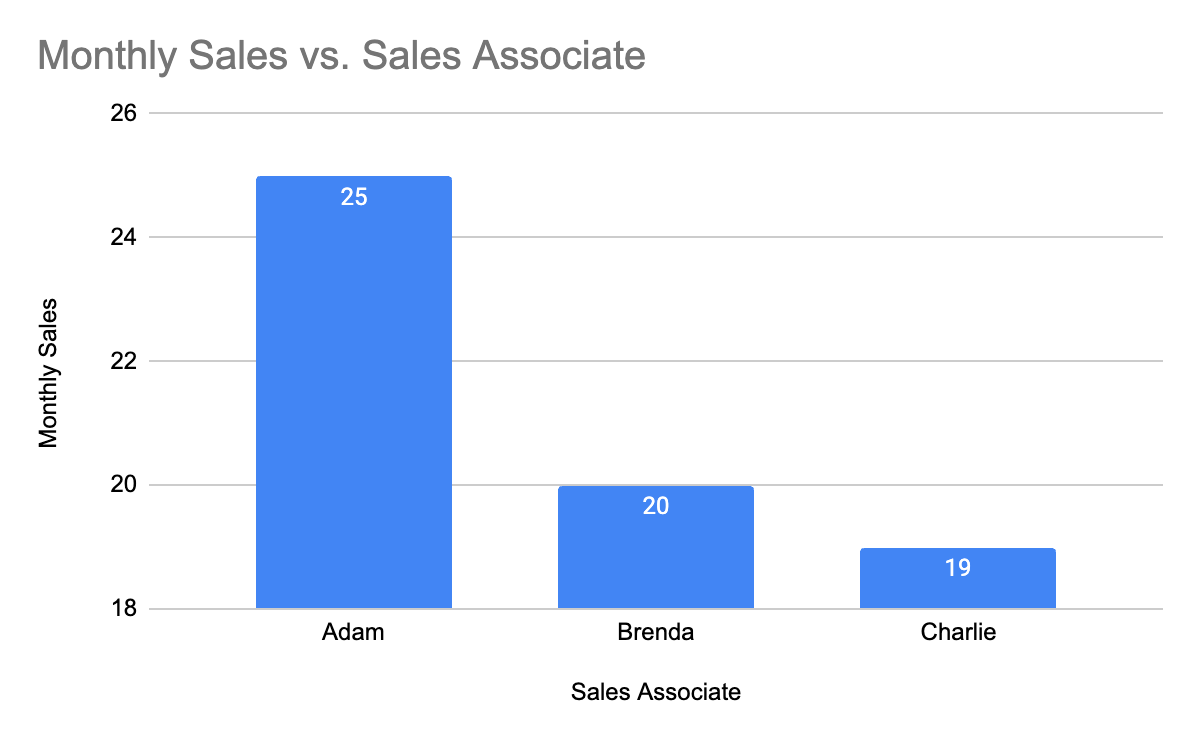 Monthly Sales vs. Sales Associate
26
24
22
20
18
Monthly Sales
25
20
19
Adam
Brenda
Charlie
Sales Associate